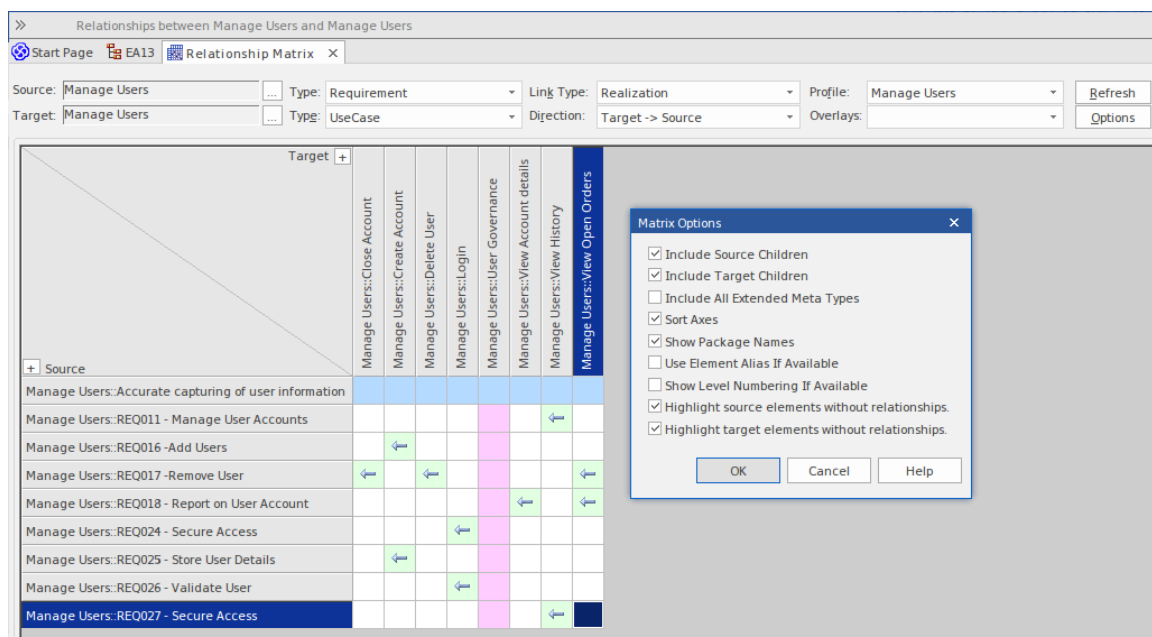 Relationships between Manage Users and Manage Users
Start Page EA13 Relationship Matrix
Source: Manage Users ... Type: Requirement Link Type: Realization Profile: Manage Users Refresh
Target: Manage Users ... Type: UseCase Direction: Target -> Source Overlays: Options
Target +
Manage Users::Close Account
Manage Users::Create Account
Manage Users::Delete User
Manage Users::Login
Manage Users::User Governance
Manage Users::View Account details
Manage Users::View History
Manage Users::View Open Orders
+ Source
Manage Users::Accurate capturing of user information
Manage Users::REQ011 - Manage User Accounts
Manage Users::REQ016 -Add Users
Manage Users::REQ017 -Remove User
Manage Users::REQ018 - Report on User Account
Manage Users::REQ024 - Secure Access
Manage Users::REQ025 - Store User Details
Manage Users::REQ026 - Validate User
Manage Users::REQ027 - Secure Access
Matrix Options
Include Source Children
Include Target Children
Include All Extended Meta Types
Sort Axes
Show Package Names
Use Element Alias If Available
Show Level Numbering If Available
Highlight source elements without relationships.
Highlight target elements without relationships.
OK Cancel Help